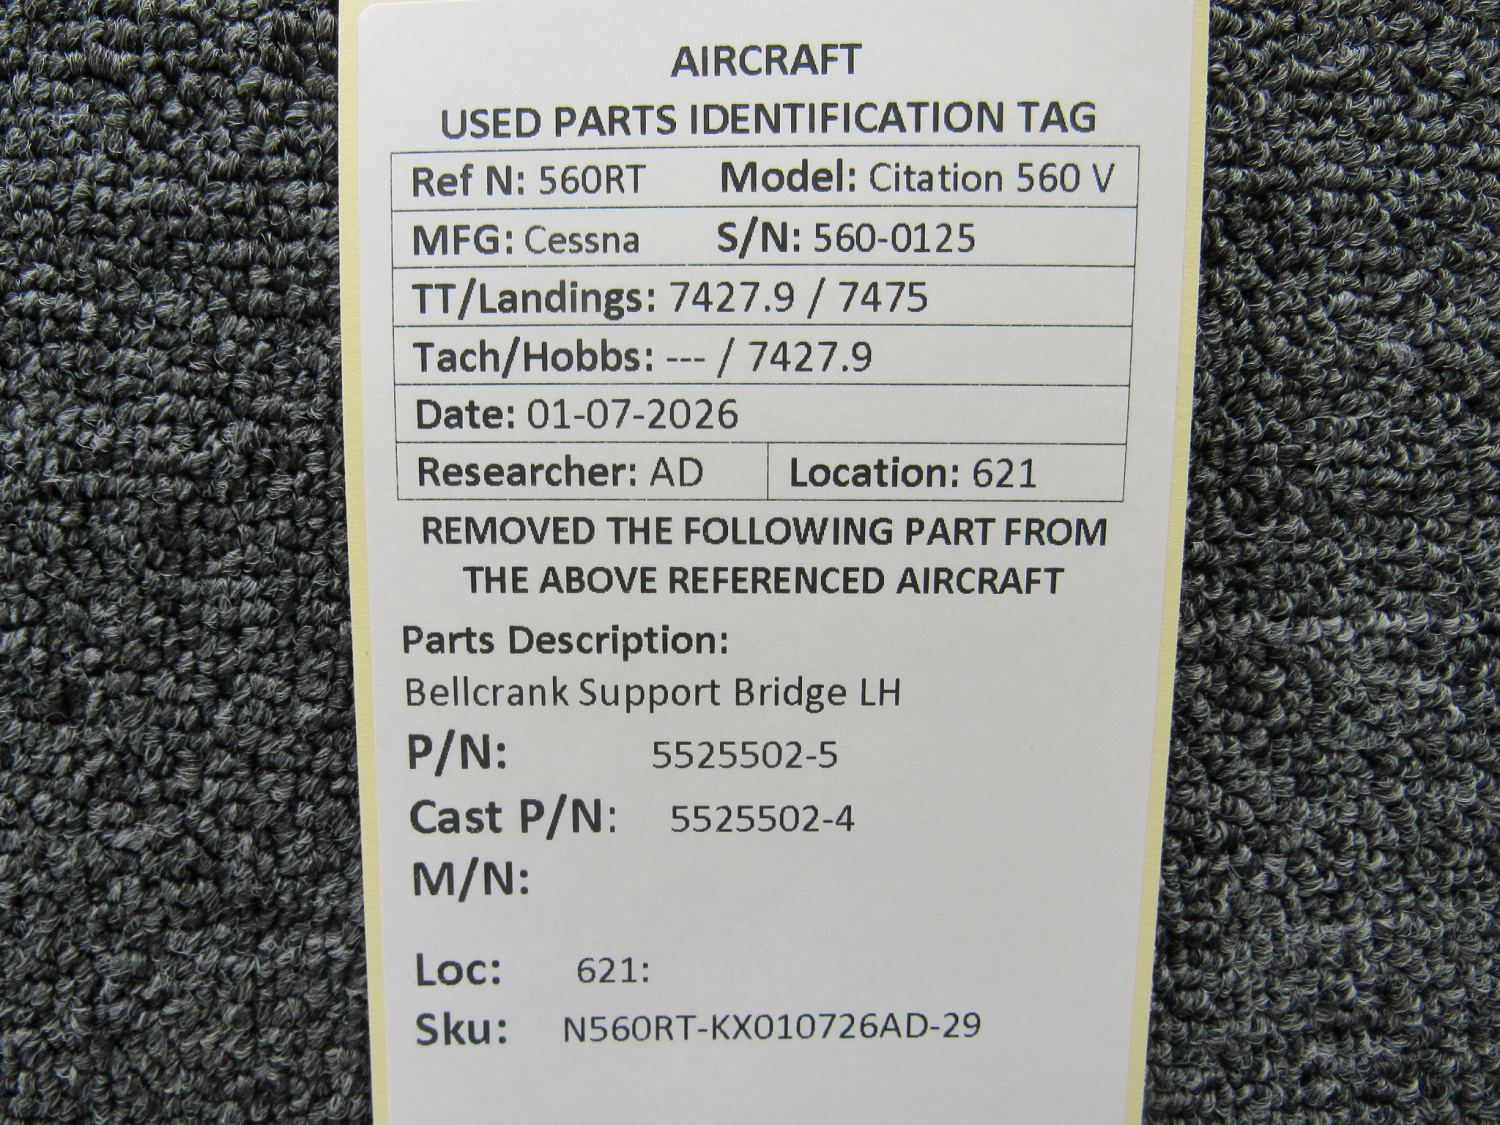 AIRCRAFT
USED PARTS IDENTIFICATION TAG
Ref N: 560RT Model: Citation 560 V
MFG: Cessna S/N: 560-0125
TT/Landings: 7427.9 / 7475
Tach/Hobbs: --- / 7427.9
Date: 01-07-2026
Researcher: AD Location: 621
REMOVED THE FOLLOWING PART FROM
THE ABOVE REFERENCED AIRCRAFT
Parts Description:
Bellcrank Support Bridge LH
P/N: 5525502-5
Cast P/N: 5525502-4
M/N:
Loc: 621:
Sku: N560RT-KX010726AD-29